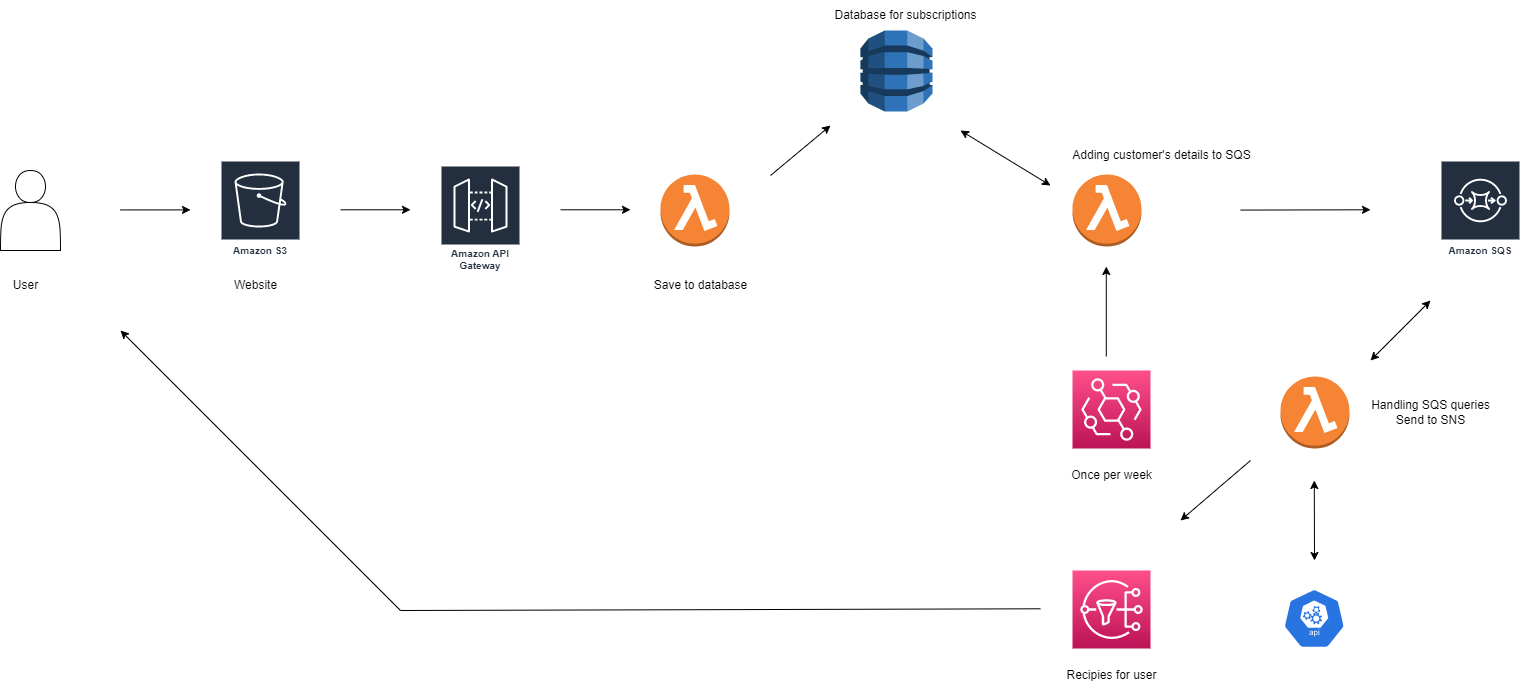 Database for subscriptions
Adding customer's details to SQS
Amazon S3
Amazon API
Gateway
Amazon SQS
User
Website
Save to database
Handling SQS queries
Send to SNS
Once per week
api
Recipies for user